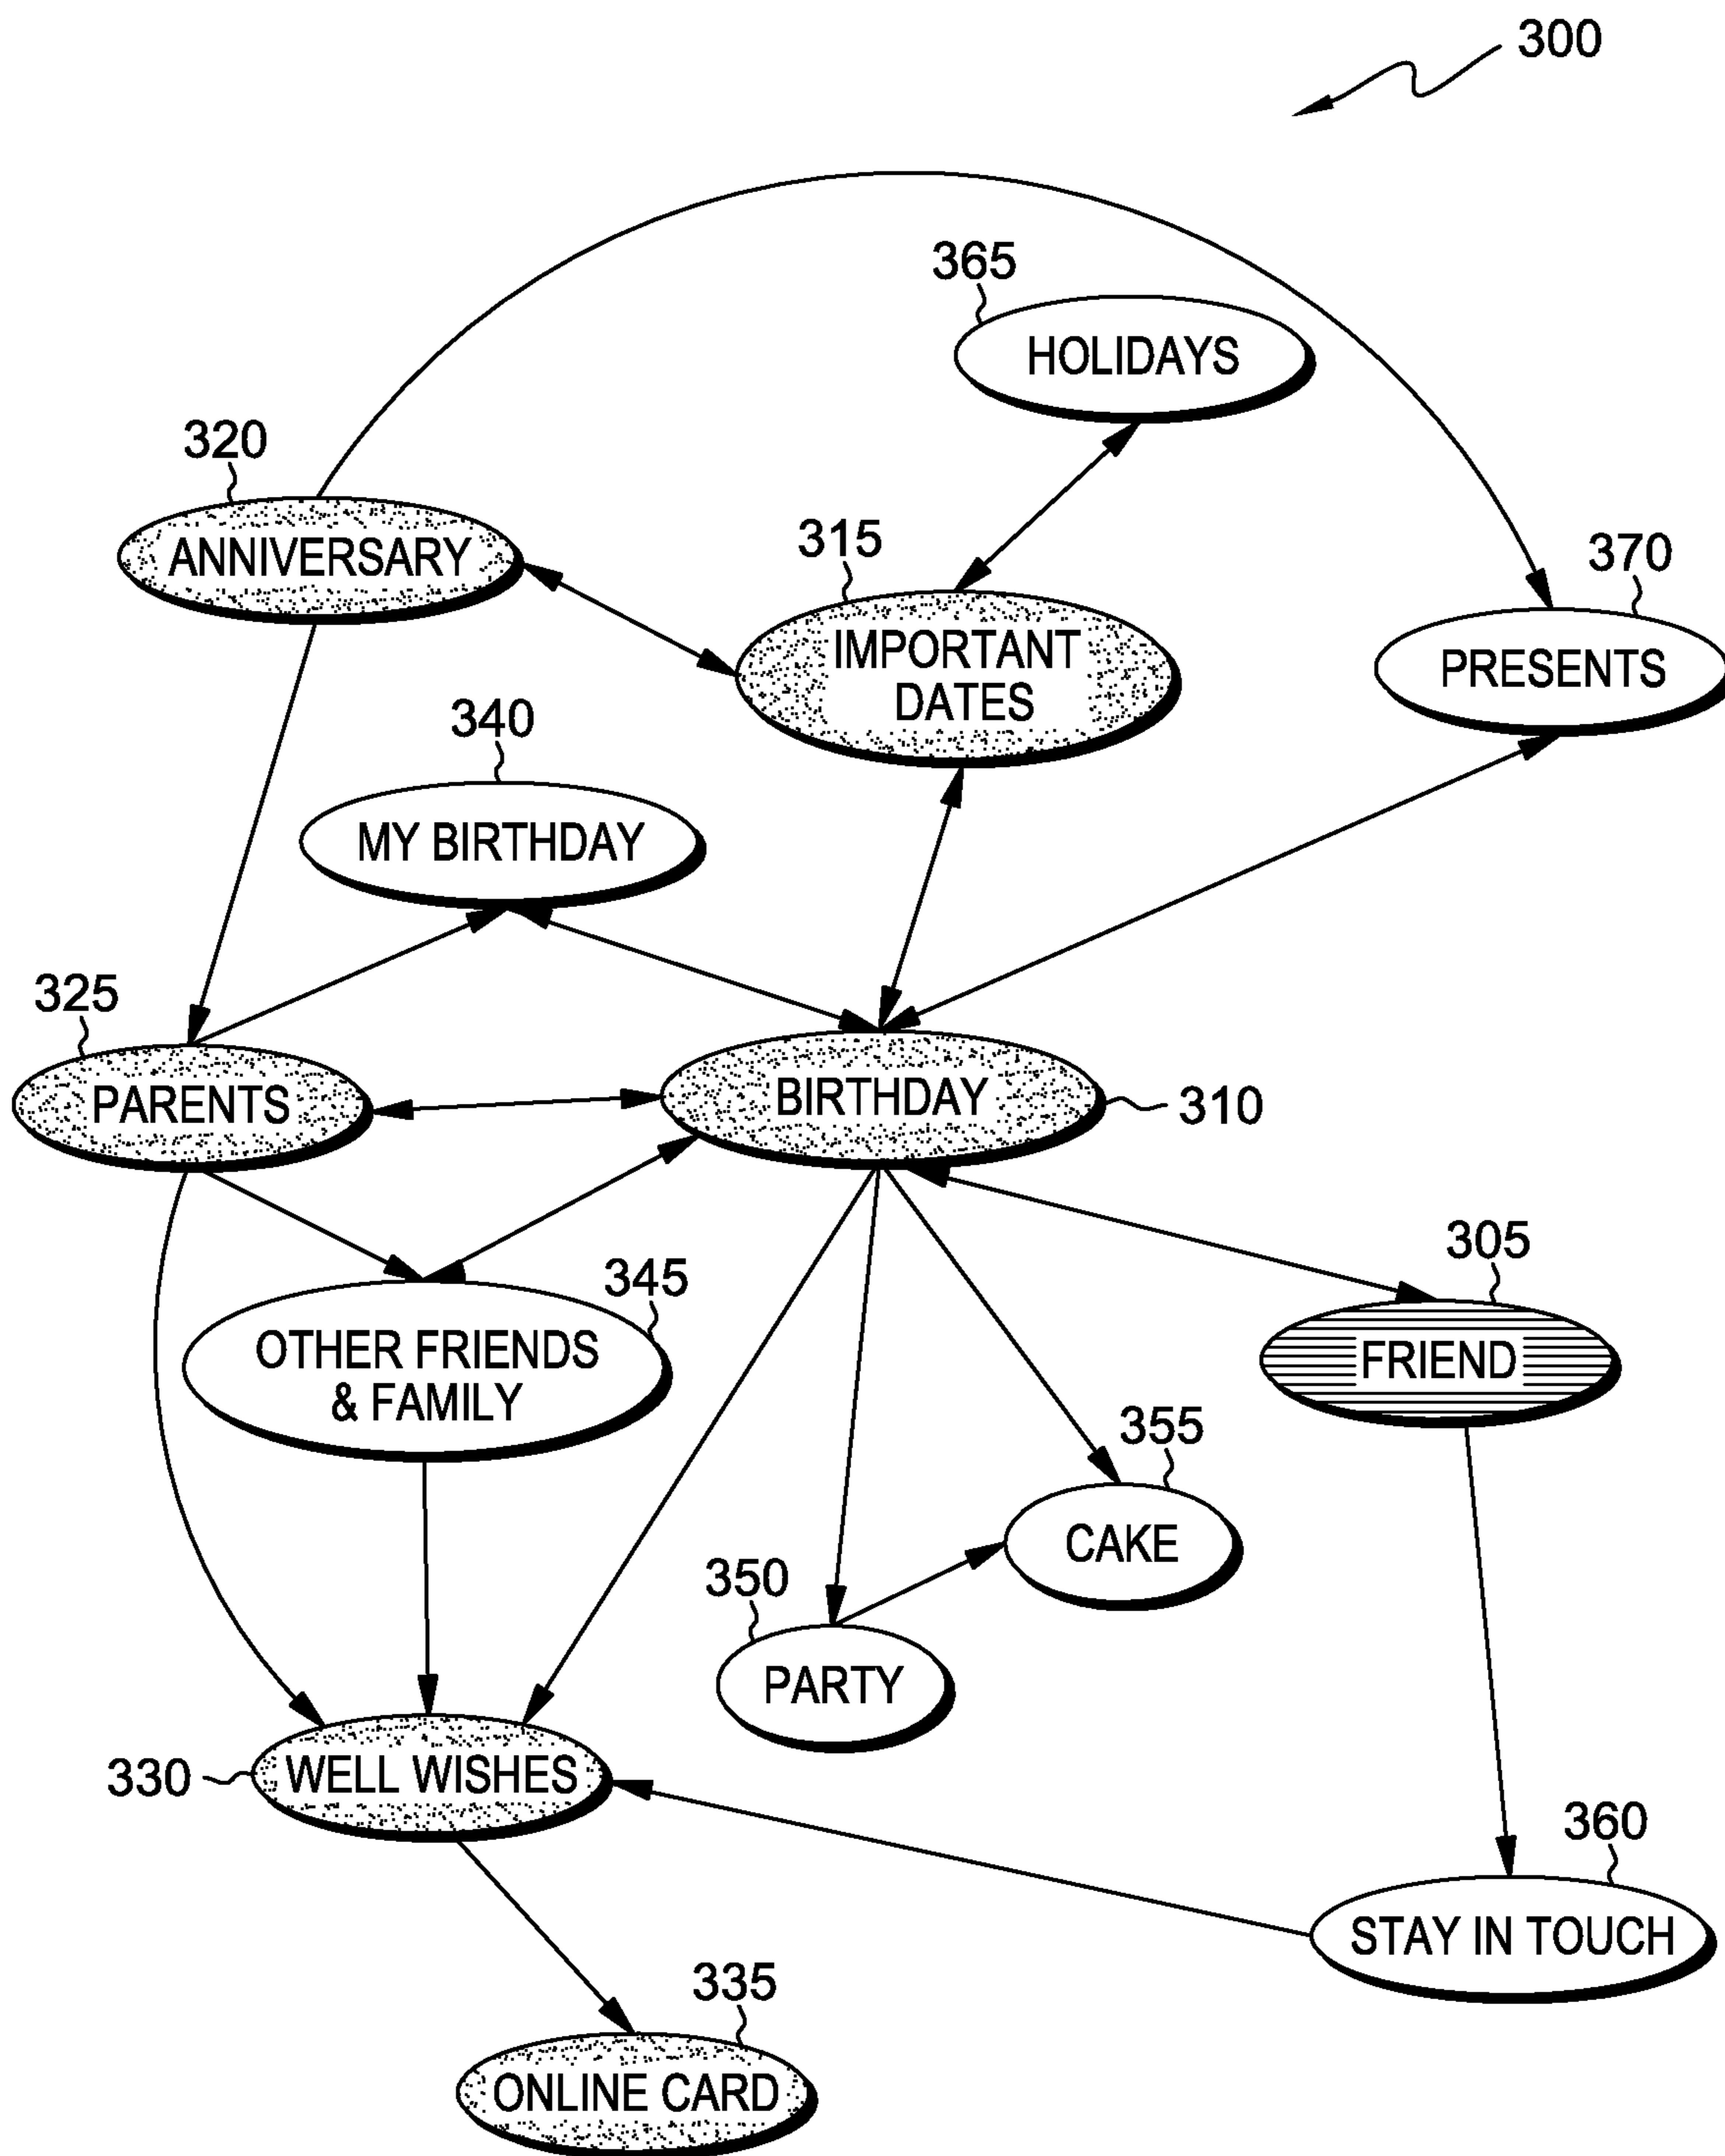 300
365
HOLIDAYS
320
ANNIVERSARY
315
IMPORTANT
DATES
370
PRESENTS
340
MY BIRTHDAY
325
PARENTS
BIRTHDAY
310
305
FRIEND
345
OTHER FRIENDS
& FAMILY
355
CAKE
350
PARTY
330
WELL WISHES
360
STAY IN TOUCH
335
ONLINE CARD